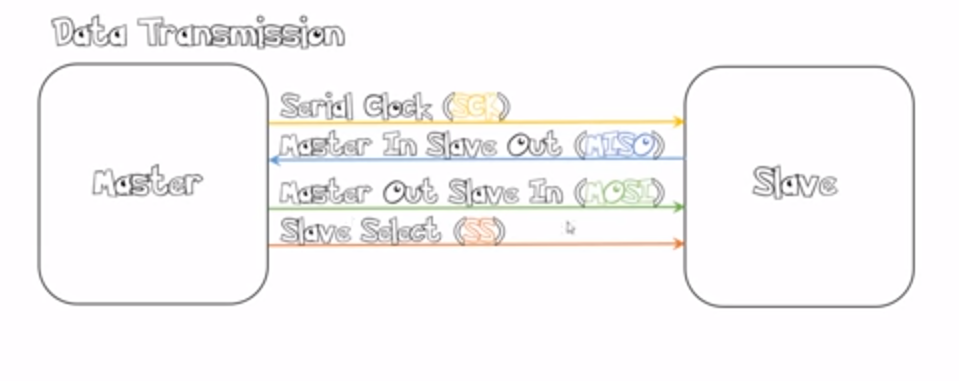 Data Transmission
Serial Clock (SCK)
Master In Slave Out (MISO)
Master
Master Out Slave In (MOSI)
Slave
Slave Select (SS)